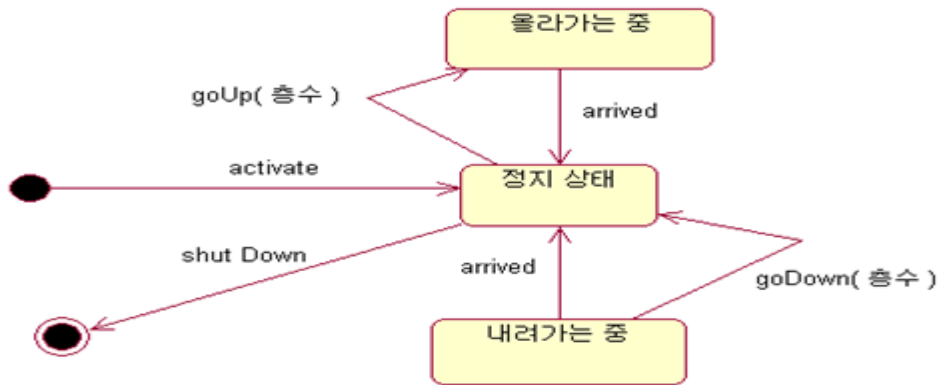 올라가는 중
goUp( 층수 )
arrived
activate
정지 상태
shut Down
arrived
goDown( 층수 )
내려가는 중